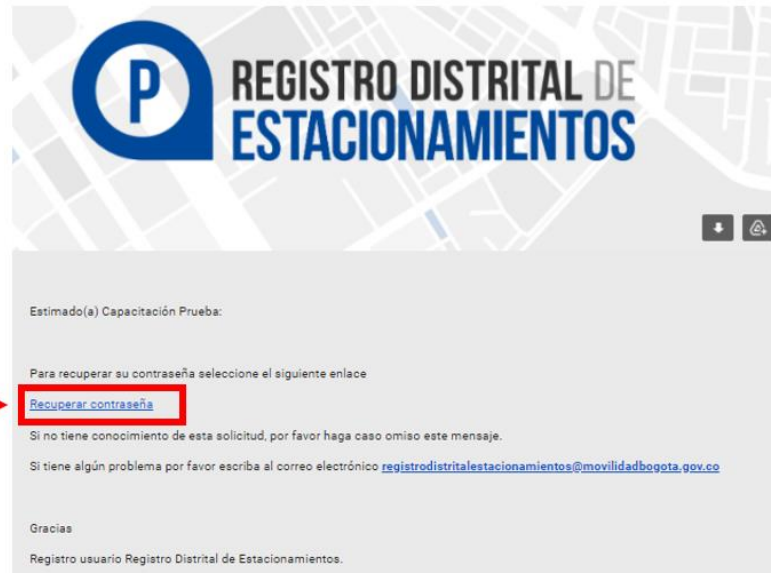 P
REGISTRO DISTRITAL DE
ESTACIONAMIENTOS
Estimado(a) Capacitación Prueba:
Para recuperar su contraseña seleccione el siguiente enlace
Recuperar contraseña
Si no tiene conocimiento de esta solicitud, por favor haga caso omiso este mensaje.
Si tiene algún problema por favor escriba al correo electrónico registrodistritalestacionamientos@movilidadbogota.gov.co
Gracias
Registro usuario Registro Distrital de Estacionamientos.